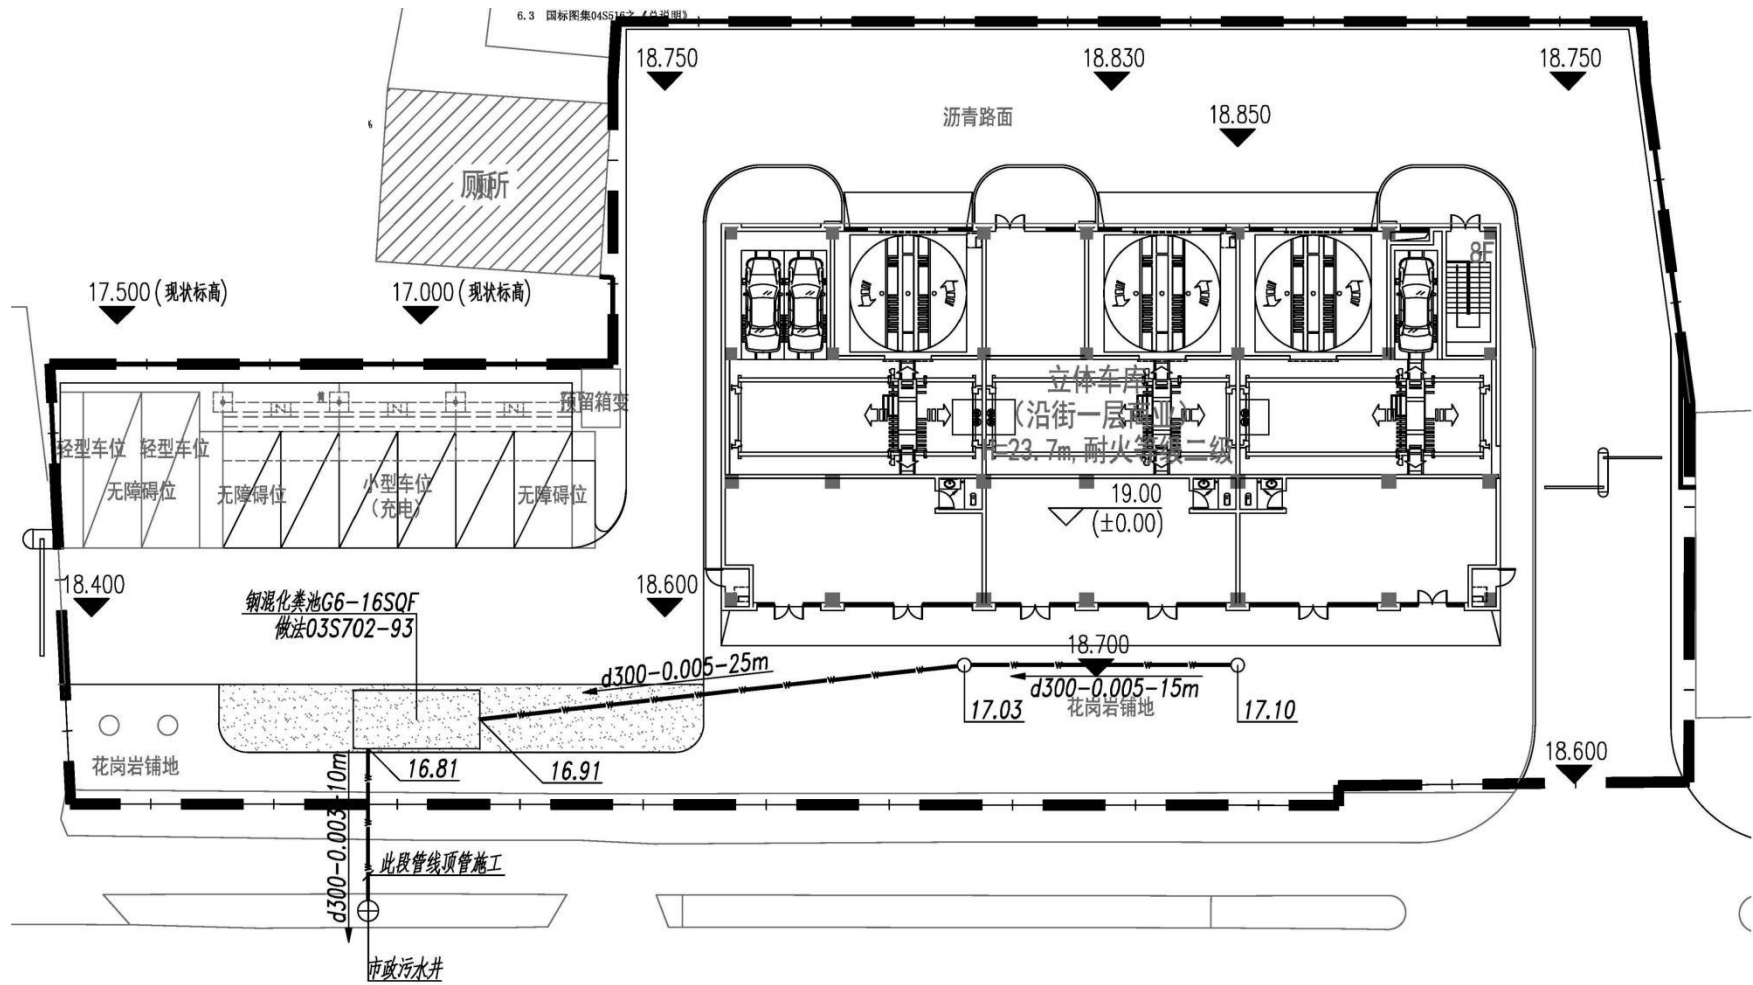 6.3 国标图集04S516之《总说明》
18.750
18.830
18.750
沥青路面
18.850
厕所
8F
17.500(现状标高)
17.000(现状标高)
预留箱变
立体车库
(沿街一层商业)
H=23.7m,耐火等级二级
轻型车位
轻型车位
无障碍位
无障碍位
小型车位
(充电)
无障碍位
19.00
(±0.00)
18.400
钢混化粪池G6-16SQF
做法03S702-93
18.600
18.700
d300-0.005-25m
d300-0.005-15m
花岗岩铺地
17.03
17.10
花岗岩铺地
16.81
16.91
18.600
d300-0.003-10m
此段管线顶管施工
市政污水井